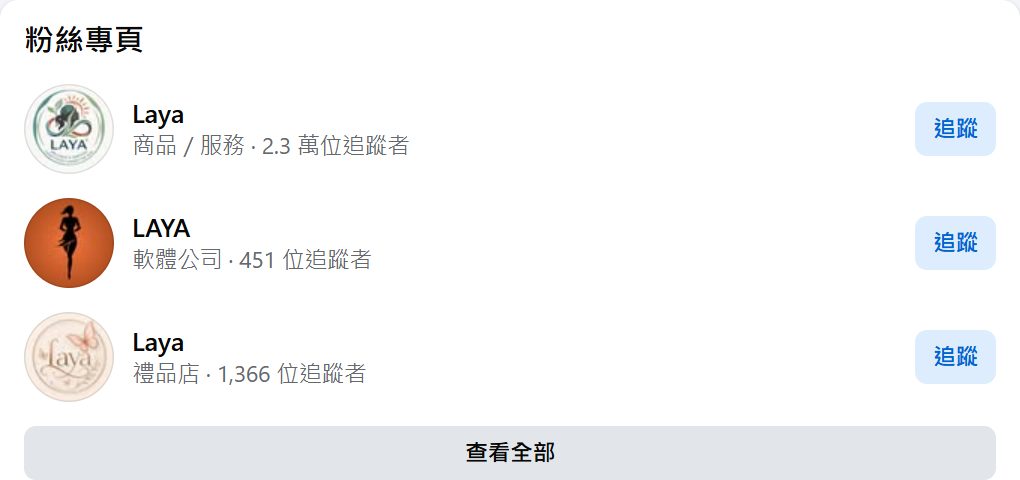 粉絲專頁
LAYA
Laya
商品 / 服務 · 2.3 萬位追蹤者
追蹤
LAYA
軟體公司 · 451 位追蹤者
追蹤
Laya
Laya
禮品店 · 1,366 位追蹤者
追蹤
查看全部